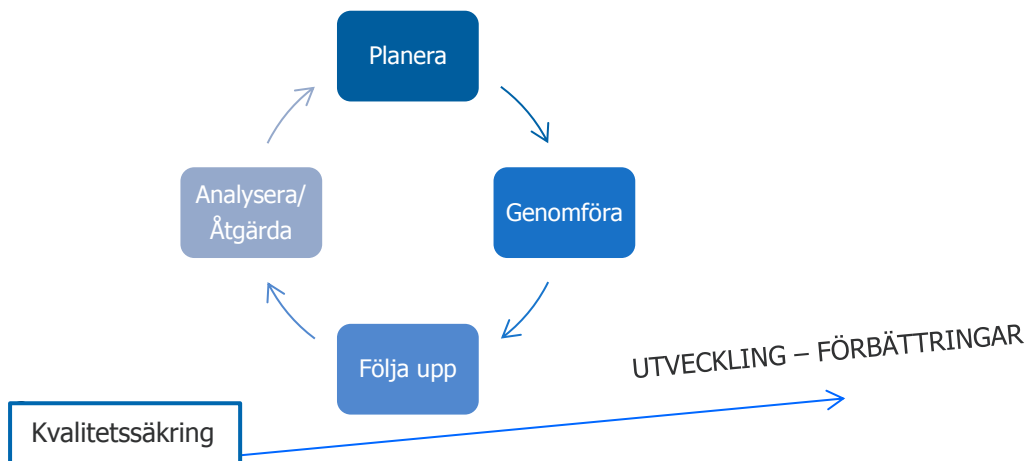 Planera
Analysera/
Åtgärda
Genomföra
Följa upp
UTVECKLING – FÖRBÄTTRINGAR
Kvalitetssäkring